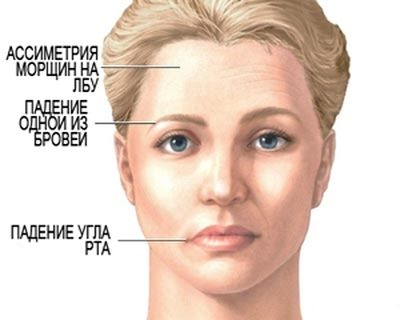 АССИМЕТРИЯ
МОРЩИН НА
ЛБУ
ПАДЕНИЕ
ОДНОЙ ИЗ
БРОВЕЙ
ПАДЕНИЕ УГЛА
РТА